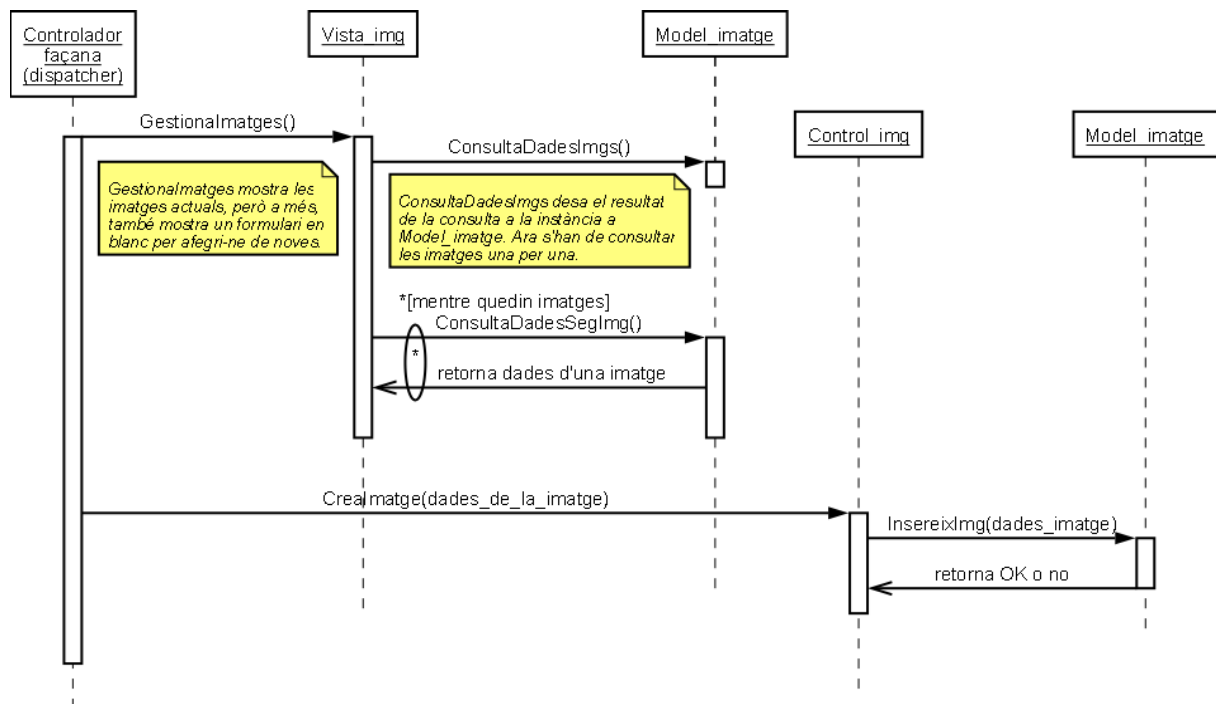 Controlador
façana
(dispatcher)
Vista_img
Model_imatge
GestionaImatges()
ConsultaDadesImgs()
Control_img
Model_imatge
GestionaImatges mostra les
imatges actuals, però a més,
també mostra un formulari en
blanc per afegri-ne de noves.
ConsultaDadesImgs desa el resultat
de la consulta a la instància a
Model_imatge. Ara s'han de consultar
les imatges una per una.
*[mentre quedin imatges]
ConsultaDadesSegImg()
*
retorna dades d'una imatge
CreaImatge(dades_de_la_imatge)
InsereixImg(dades_imatge)
retorna OK o no